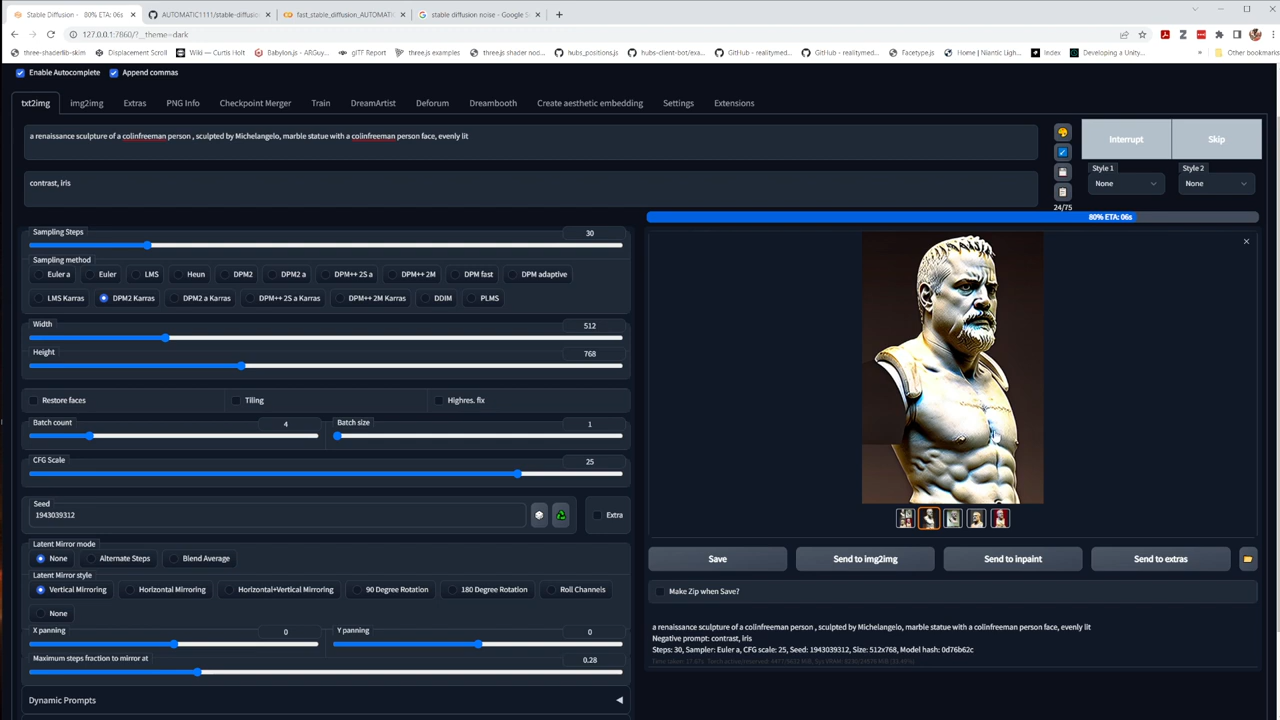 Stable Diffusion - 80% ETA: 06s
AUTOMATIC1111/stable-diffusion
fast_stable_diffusion_AUTOMATIC
stable diffusion noise - Google S
127.0.0.1:7860/?__theme=dark
three-shaderlib-skim
Displacement Scroll
Wiki — Curtis Holt
Babylon.js - ARGuy...
glTF Report
three.js examples
three.js shader nod...
hubs_positions.js
hubs-client-bot/exa...
GitHub - realitymed...
GitHub - realitymed...
Facetype.js
Home | Niantic Ligh...
Index
Developing a Unity...
»
Other bookmarks
Enable Autocomplete
Append commas
txt2img
img2img
Extras
PNG Info
Checkpoint Merger
Train
DreamArtist
Deforum
Dreambooth
Create aesthetic embedding
Settings
Extensions
a renaissance sculpture of a colinfreeman person , sculpted by Michelangelo, marble statue with a colinfreeman person face, evenly lit
contrast, iris
24/75
Interrupt
Skip
Style 1
None
Style 2
None
80% ETA: 06s
Sampling Steps
30
Sampling method
Euler a
Euler
LMS
Heun
DPM2
DPM2 a
DPM++ 2S a
DPM++ 2M
DPM fast
DPM adaptive
LMS Karras
DPM2 Karras
DPM2 a Karras
DPM++ 2S a Karras
DPM++ 2M Karras
DDIM
PLMS
Width
512
Height
768
Restore faces
Tiling
Highres. fix
Batch count
4
Batch size
1
CFG Scale
25
Seed
1943039312
Extra
Latent Mirror mode
None
Alternate Steps
Blend Average
Latent Mirror style
Vertical Mirroring
Horizontal Mirroring
Horizontal+Vertical Mirroring
90 Degree Rotation
180 Degree Rotation
Roll Channels
None
X panning
0
Y panning
0
Maximum steps fraction to mirror at
0.28
Dynamic Prompts
Save
Send to img2img
Send to inpaint
Send to extras
Make Zip when Save?
a renaissance sculpture of a colinfreeman person , sculpted by Michelangelo, marble statue with a colinfreeman person face, evenly lit
Negative prompt: contrast, iris
Steps: 30, Sampler: Euler a, CFG scale: 25, Seed: 1943039312, Size: 512x768, Model hash: 0d76b62c